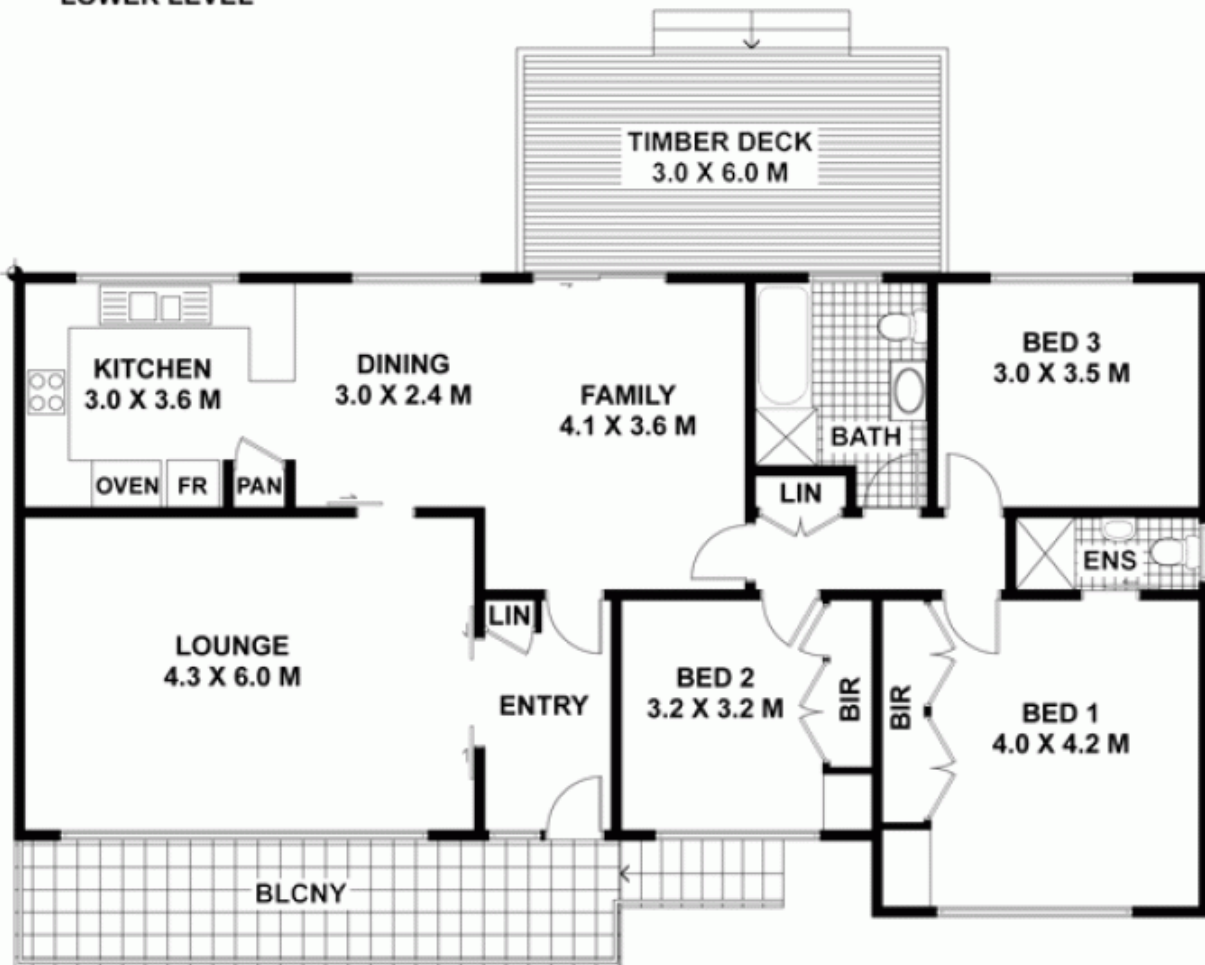 LOWER LEVEL
TIMBER DECK
3.0 X 6.0 M
KITCHEN
3.0 X 3.6 M
DINING
3.0 X 2.4 M
FAMILY
4.1 X 3.6 M
BATH
BED 3
3.0 X 3.5 M
OVEN
FR
PAN
LIN
ENS
LIN
LOUNGE
4.3 X 6.0 M
ENTRY
BED 2
3.2 X 3.2 M
BIR
BIR
BED 1
4.0 X 4.2 M
BLCNY